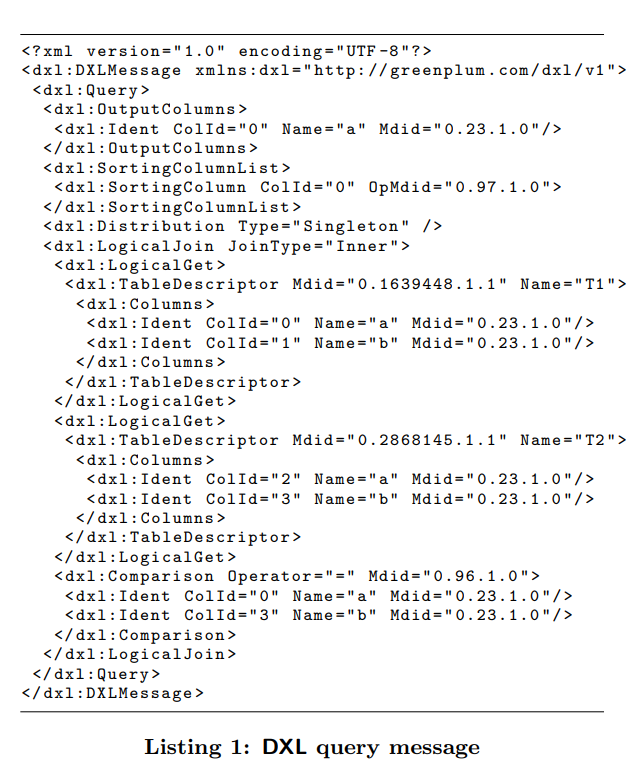 <?xml version="1.0" encoding="UTF-8"?>
<dxl:DXLMessage xmlns:dxl="http://greenplum.com/dxl/v1">
<dxl:Query>
<dxl:OutputColumns>
<dxl:Ident ColId="0" Name="a" Mdid="0.23.1.0"/>
</dxl:OutputColumns>
<dxl:SortingColumnList>
<dxl:SortingColumn ColId="0" OpMdid="0.97.1.0">
</dxl:SortingColumnList>
<dxl:Distribution Type="Singleton" />
<dxl:LogicalJoin JoinType="Inner">
<dxl:LogicalGet>
<dxl:TableDescriptor Mdid="0.1639448.1.1" Name="T1">
<dxl:Columns>
<dxl:Ident ColId="0" Name="a" Mdid="0.23.1.0"/>
<dxl:Ident ColId="1" Name="b" Mdid="0.23.1.0"/>
</dxl:Columns>
</dxl:TableDescriptor>
</dxl:LogicalGet>
<dxl:LogicalGet>
<dxl:TableDescriptor Mdid="0.2868145.1.1" Name="T2">
<dxl:Columns>
<dxl:Ident ColId="2" Name="a" Mdid="0.23.1.0"/>
<dxl:Ident ColId="3" Name="b" Mdid="0.23.1.0"/>
</dxl:Columns>
</dxl:TableDescriptor>
</dxl:LogicalGet>
<dxl:Comparison Operator="=" Mdid="0.96.1.0">
<dxl:Ident ColId="0" Name="a" Mdid="0.23.1.0"/>
<dxl:Ident ColId="3" Name="b" Mdid="0.23.1.0"/>
</dxl:Comparison>
</dxl:LogicalJoin>
</dxl:Query>
</dxl:DXLMessage>
Listing 1: DXL query message